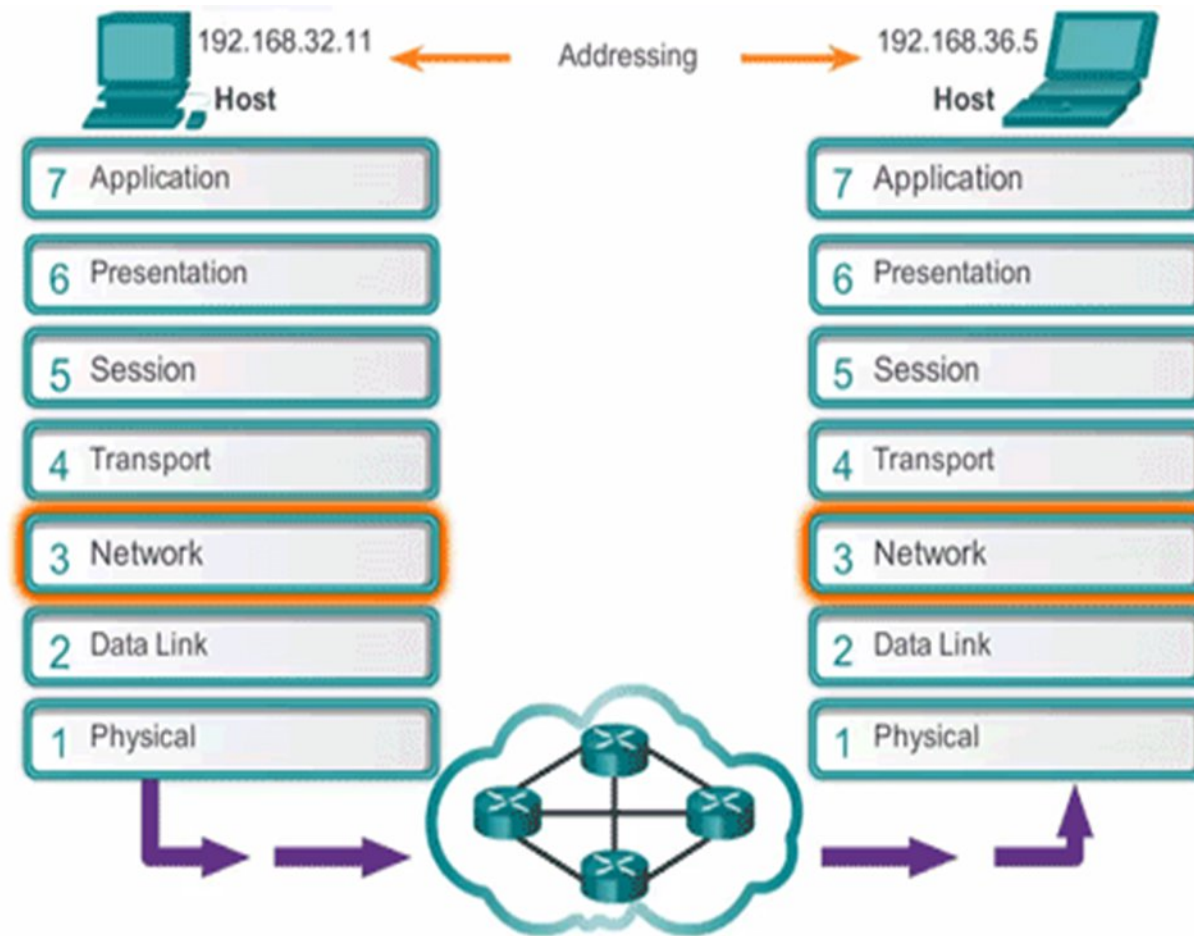 192.168.32.11
Addressing
192.168.36.5
Host
Host
7 Application
6 Presentation
5 Session
4 Transport
3 Network
2 Data Link
1 Physical
7 Application
6 Presentation
5 Session
4 Transport
3 Network
2 Data Link
1 Physical